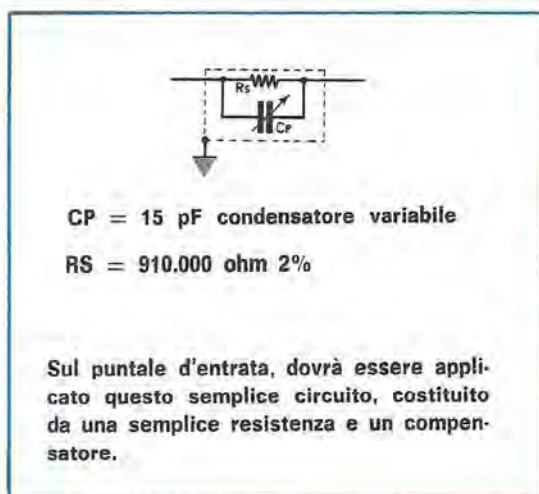 Rs
CP
CP = 15 pF condensatore variabile
RS = 910.000 ohm 2%
Sul puntale d'entrata, dovrà essere appli-
cato questo semplice circuito, costituito
da una semplice resistenza e un compen-
satore.